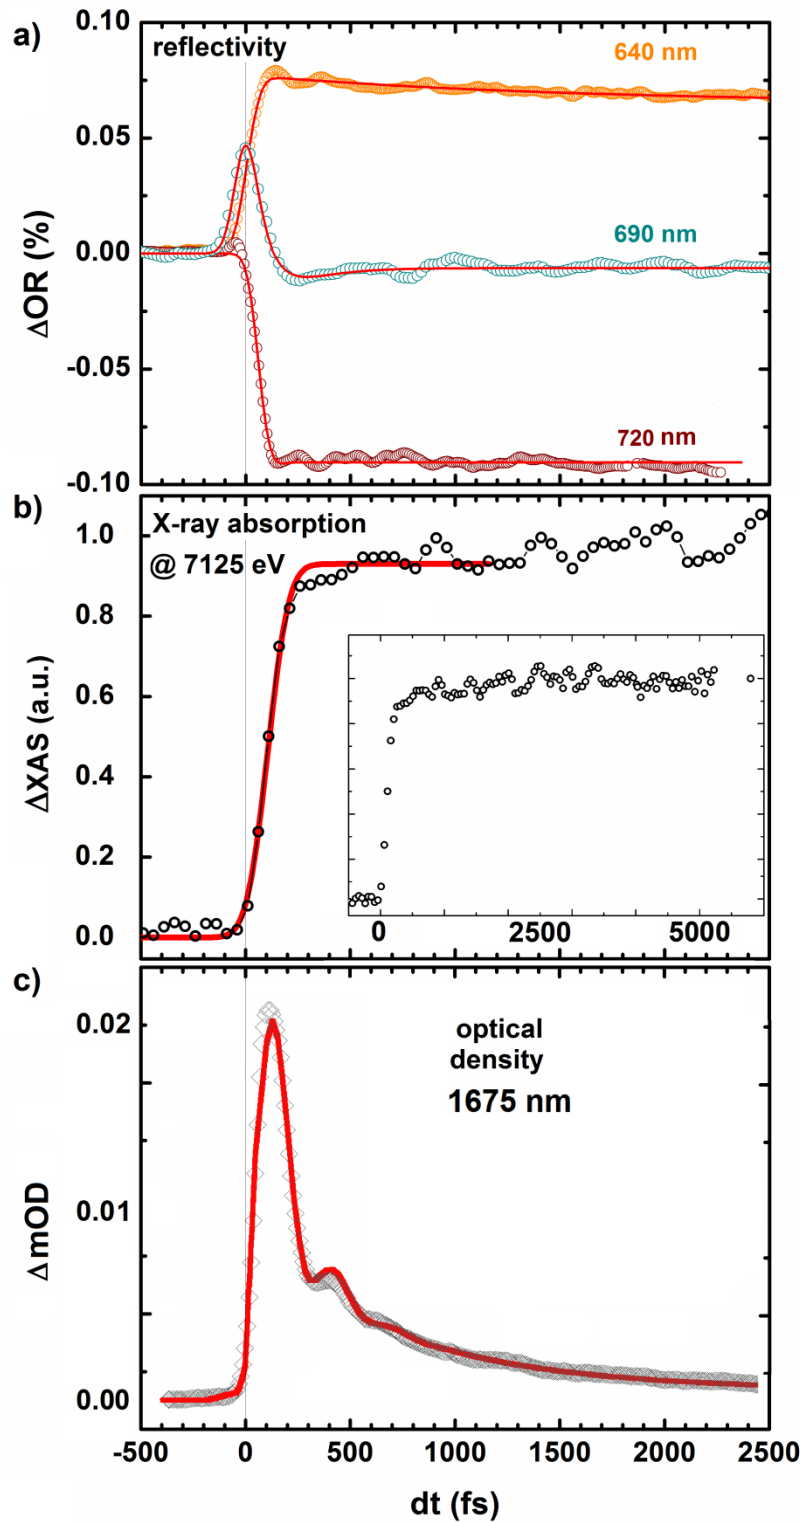 a)
reflectivity
0.10
0.05
0.00
-0.05
-0.10
ΔOR (%)
640 nm
690 nm
720 nm
b)
X-ray absorption
@ 7125 eV
1.0
0.8
0.6
0.4
0.2
0.0
ΔXAS (a.u.)
0 2500 5000
c)
optical
density
1675 nm
0.02
0.01
0.00
ΔmOD
-500 0 500 1000 1500 2000 2500
dt (fs)